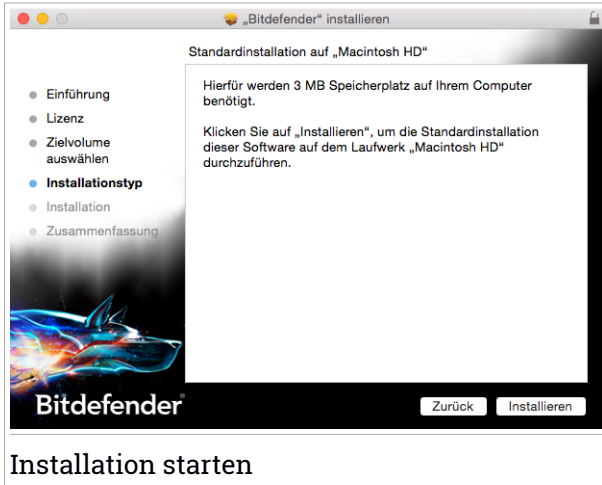 „Bitdefender“ installieren
Standardinstallation auf „Macintosh HD“
Einführung
Lizenz
Zielvolume
auswählen
Installationstyp
Installation
Zusammenfassung
Hierfür werden 3 MB Speicherplatz auf Ihrem Computer
benötigt.
Klicken Sie auf „Installieren“, um die Standardinstallation
dieser Software auf dem Laufwerk „Macintosh HD“
durchzuführen.
Bitdefender
Zurück
Installieren
Installation starten